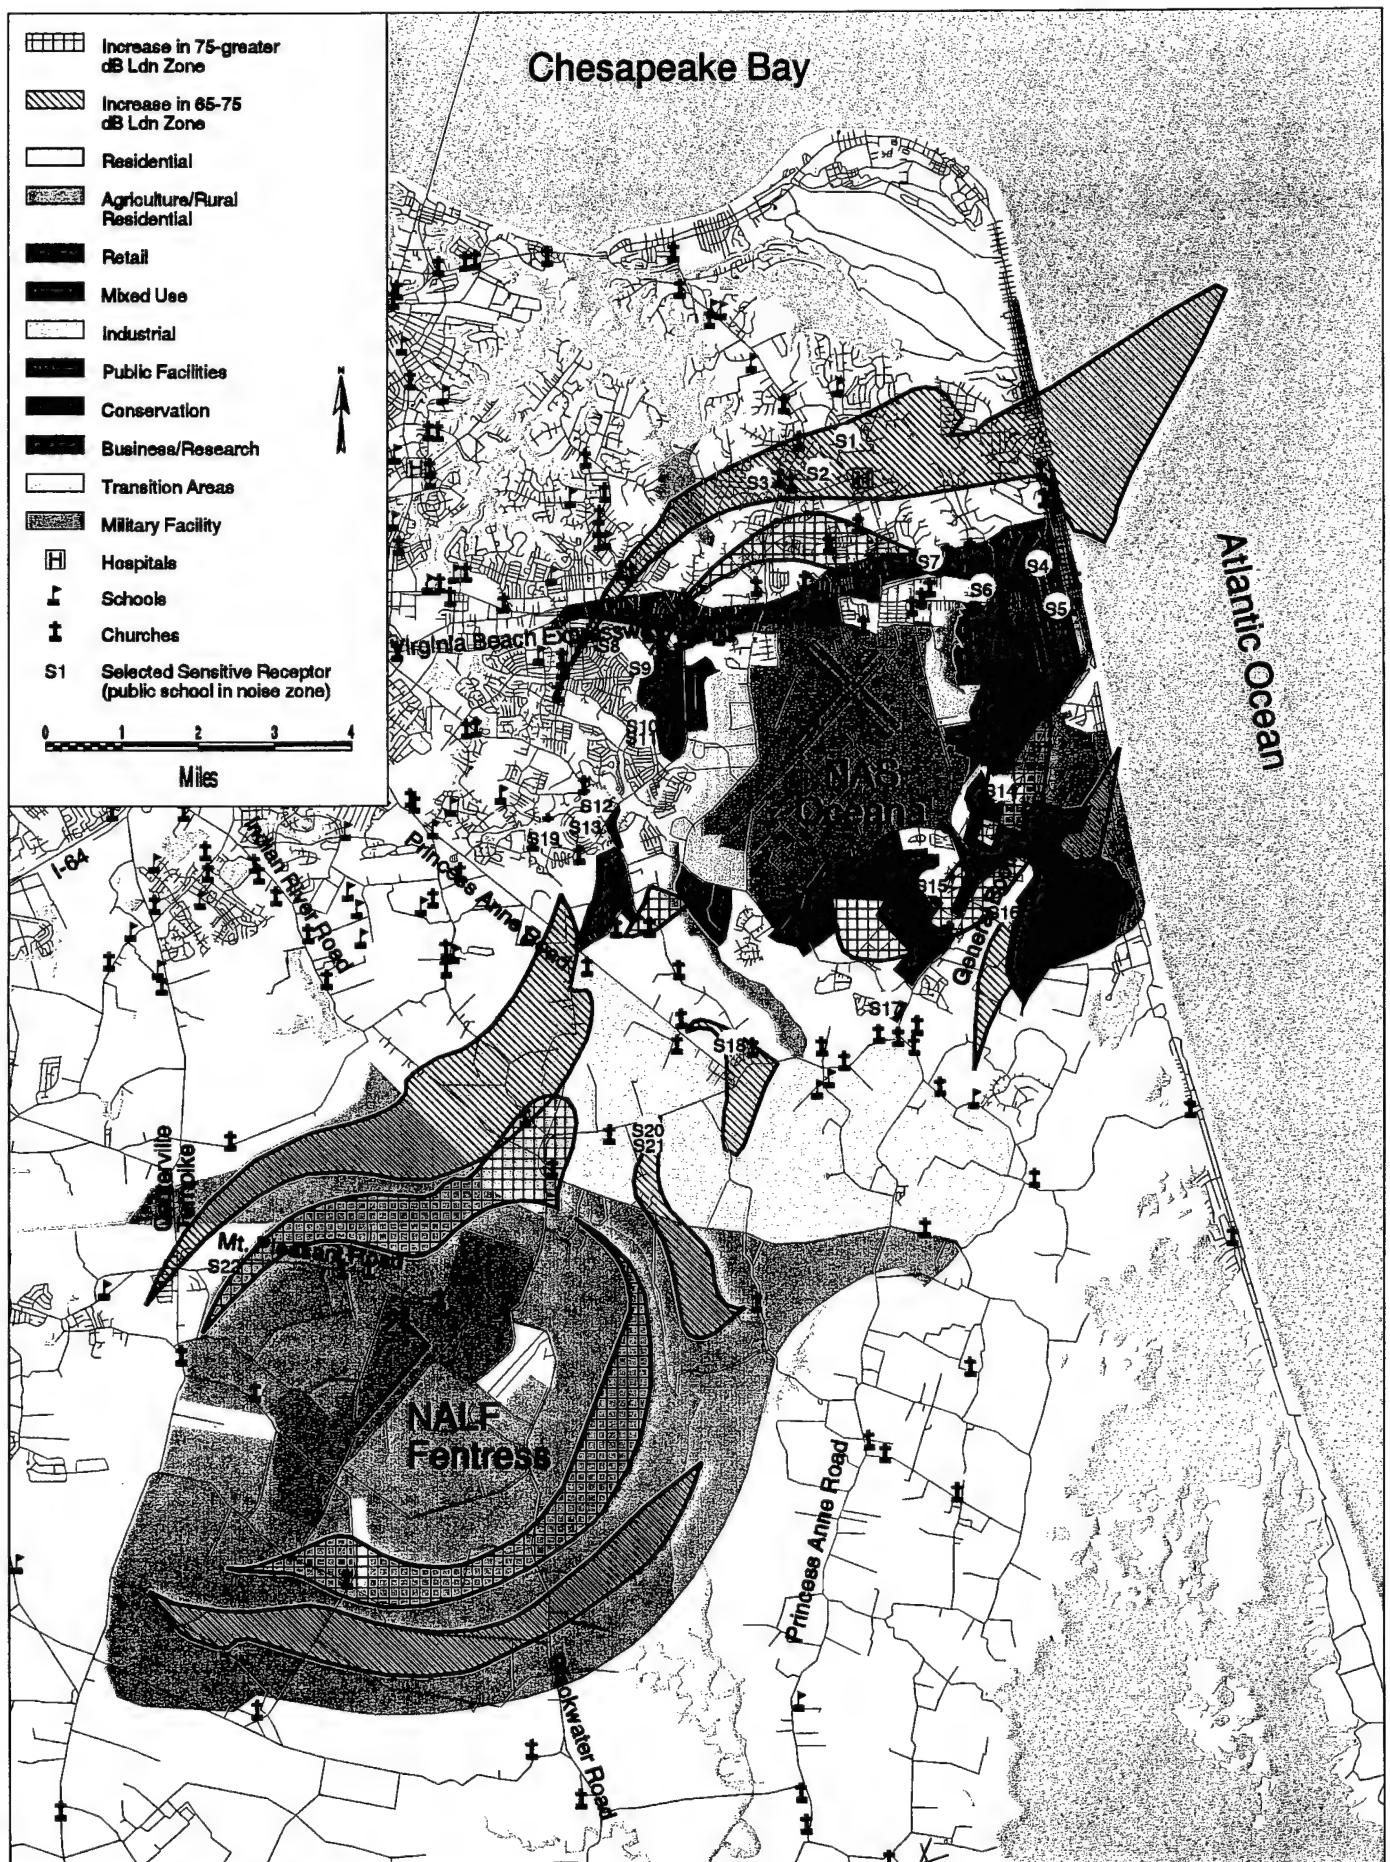 Increase in 75-greater
dB Ldn Zone
Increase in 65-75
dB Ldn Zone
Residential
Agriculture/Rural
Residential
Retail
Mixed Use
Industrial
Public Facilities
Conservation
Business/Research
Transition Areas
Military Facility
H Hospitals
Schools
Churches
S1 Selected Sensitive Receptor
(public school in noise zone)
N
0 1 2 3 4
Miles
Chesapeake Bay
Atlantic Ocean
H
S1
S2
S3
S7
S4
S6
S5
Virginia Beach
S8
S9
S10
S11
NAS
Oceana
S14
S12
S13
S19
S15
S16
I-64
Indian River Road
Princess Anne Road
S17
S18
S20
S21
Centerville
Turnpike
Mt. Pleasant Road
S22
NALF
Fentress
Princess Anne Road
Road